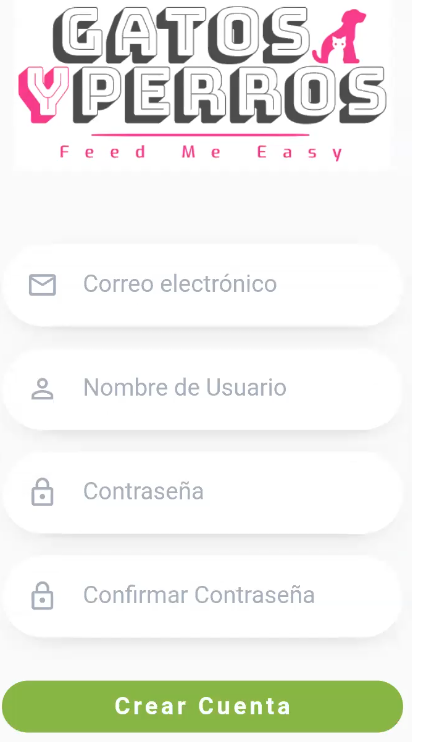 GATOS
YPERROS
Feed Me Easy
Correo electrónico
Nombre de Usuario
Contraseña
Confirmar Contraseña
Crear Cuenta